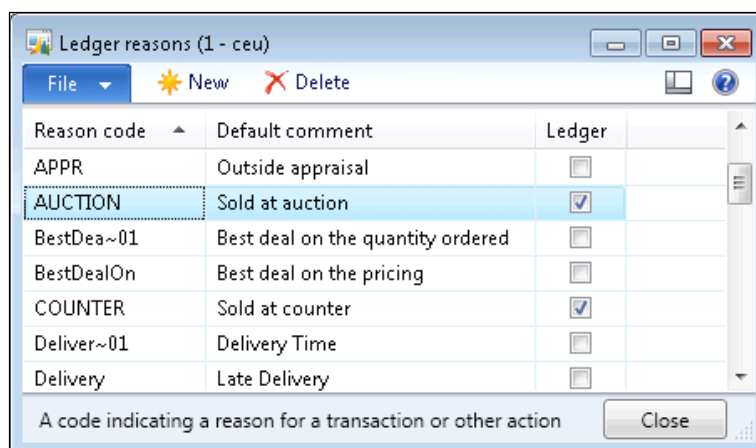 Ledger reasons (1 - ceu)
File New Delete
Reason code Default comment Ledger
APPR Outside appraisal
AUCTION Sold at auction
BestDea~01 Best deal on the quantity ordered
BestDealOn Best deal on the pricing
COUNTER Sold at counter
Deliver~01 Delivery Time
Delivery Late Delivery
A code indicating a reason for a transaction or other action Close